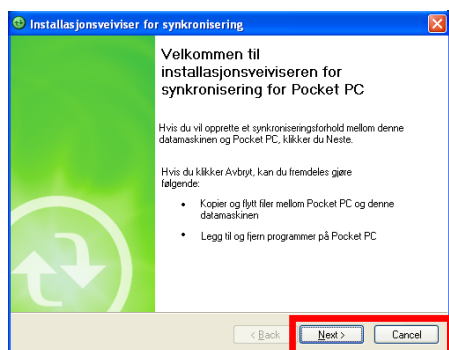 Installasjonsveiviser for synkronisering
Velkommen til
installasjonsveiviseren for
synkronisering for Pocket PC
Hvis du vil opprette et synkroniseringsforhold mellom denne
datamaskinen og Pocket PC, klikker du Neste.
Hvis du klikker Avbryt, kan du fremdeles gjøre
følgende:
• Kopier og flytt filer mellom Pocket PC og denne
datamaskinen
• Legg til og fjern programmer på Pocket PC
< Back Next > Cancel